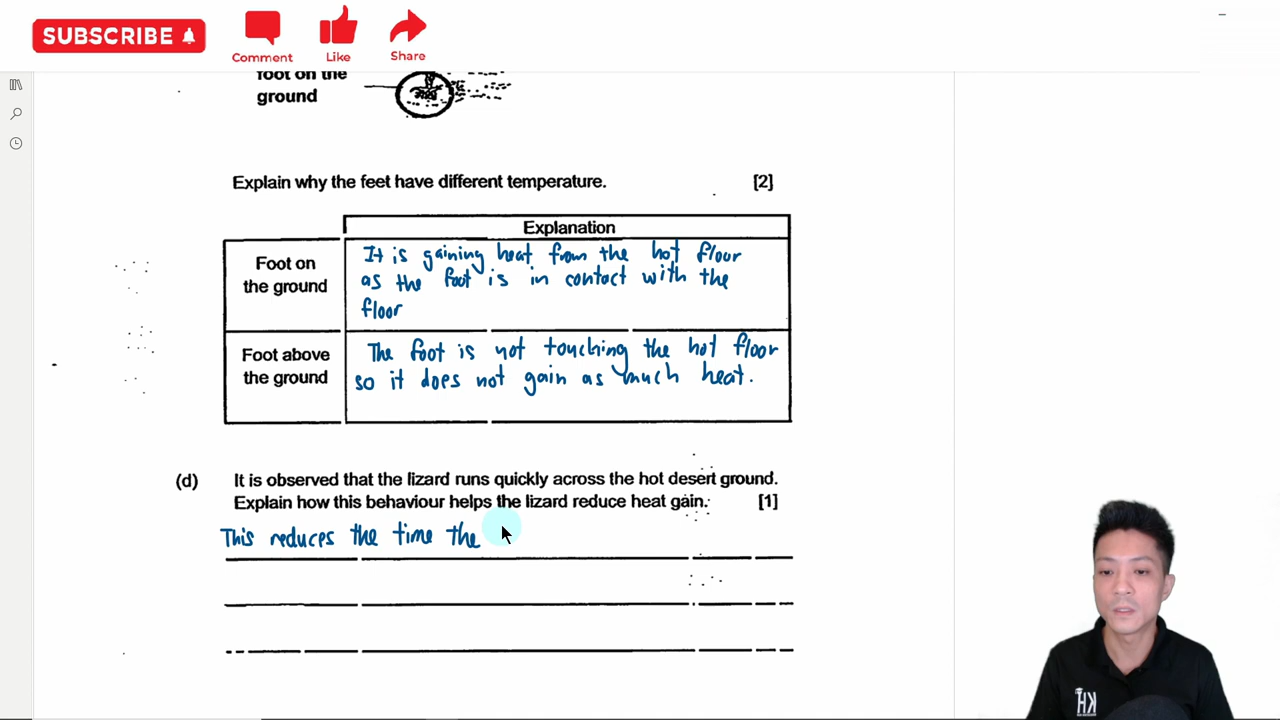 SUBSCRIBE
Comment
Like
Share
foot on the
ground
Explain why the feet have different temperature. [2]
Explanation
Foot on
the ground
It is gaining heat from the hot floor
as the foot is in contact with the
floor
Foot above
the ground
The foot is not touching the hot floor
so it does not gain as much heat.
(d) It is observed that the lizard runs quickly across the hot desert ground.
Explain how this behaviour helps the lizard reduce heat gain. [1]
This reduces the time the
KH